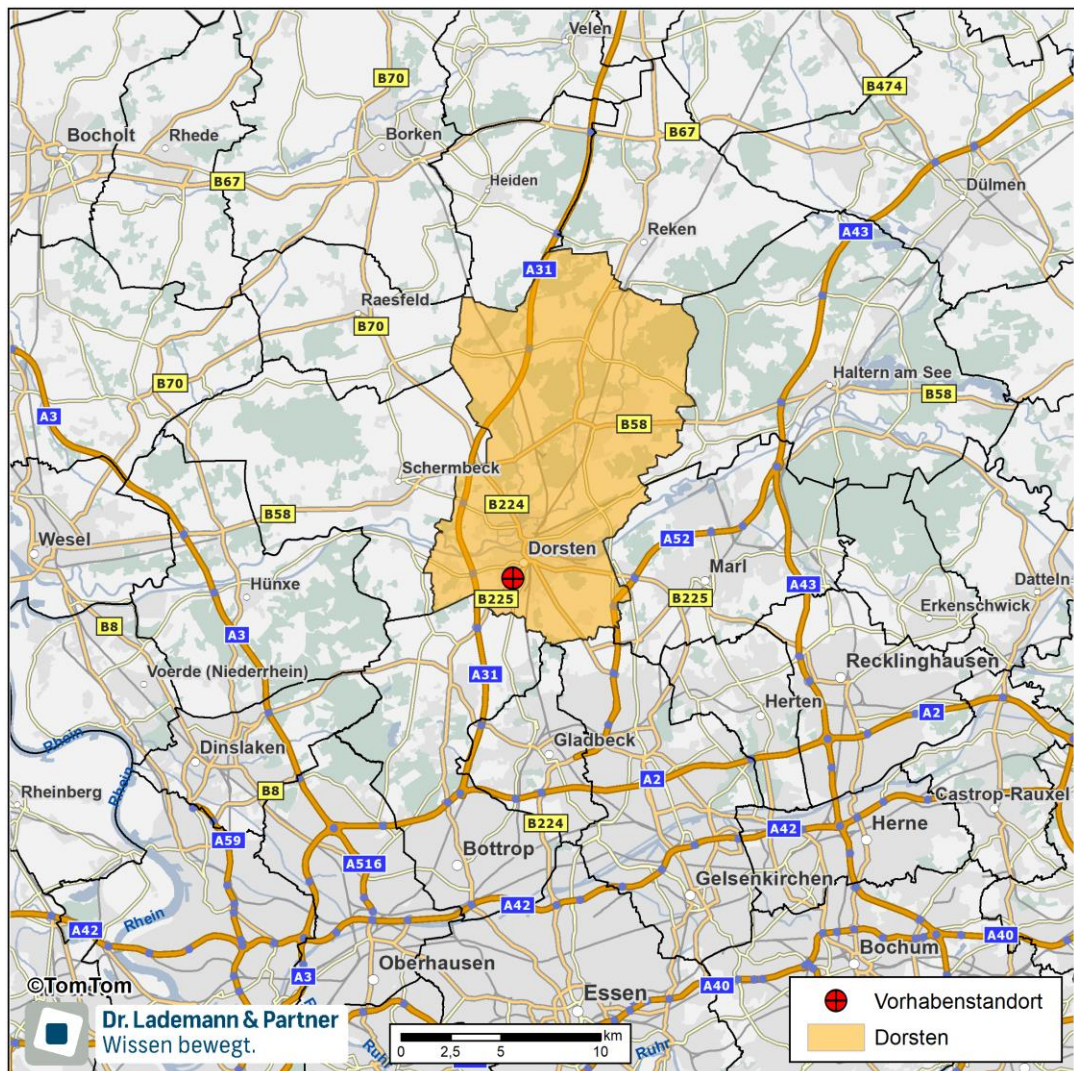 Velen
B70
B474
Bocholt
Rhede
Borken
B67
B67
Heiden
Dülmen
Reken
A43
A31
Raesfeld
B70
B70
Haltern am See
B58
A3
B58
Schermbeck
B224
B58
Wesel
A52
Dorsten
Marl
Hünxe
A43
Datteln
B225
B225
Erkenschwick
B8
A3
Voerde (Niederrhein)
Recklinghausen
A31
Herten
A2
Rhein
Dinslaken
Gladbeck
Rhein
A2
B8
Rheinberg
Castrop-Rauxel
B224
A42
Herne
A59
Bottrop
A516
Gelsenkirchen
A42
Rhein
A42
A40
Bochum
A3
Oberhausen
©TomTom
A40
Essen
Vorhabenstandort
Dr. Lademann & Partner
Wissen bewegt.
km
0 2,5 5 10
Dorsten
Ruhr
Ruhr